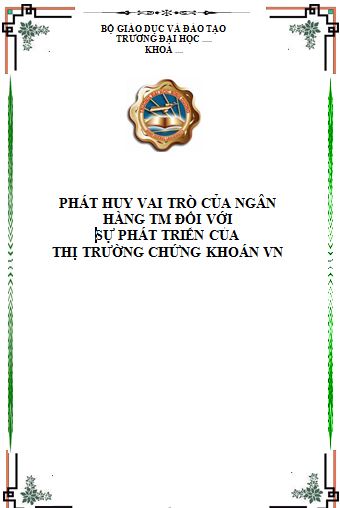 BỘ GIÁO DỤC VÀ ĐÀO TẠO
TRƯỜNG ĐẠI HỌC ....
KHOA ....
PHÁT HUY VAI TRÒ CỦA NGÂN
HÀNG TM ĐỐI VỚI
SỰ PHÁT TRIỂN CỦA
THỊ TRƯỜNG CHỨNG KHOÁN VN